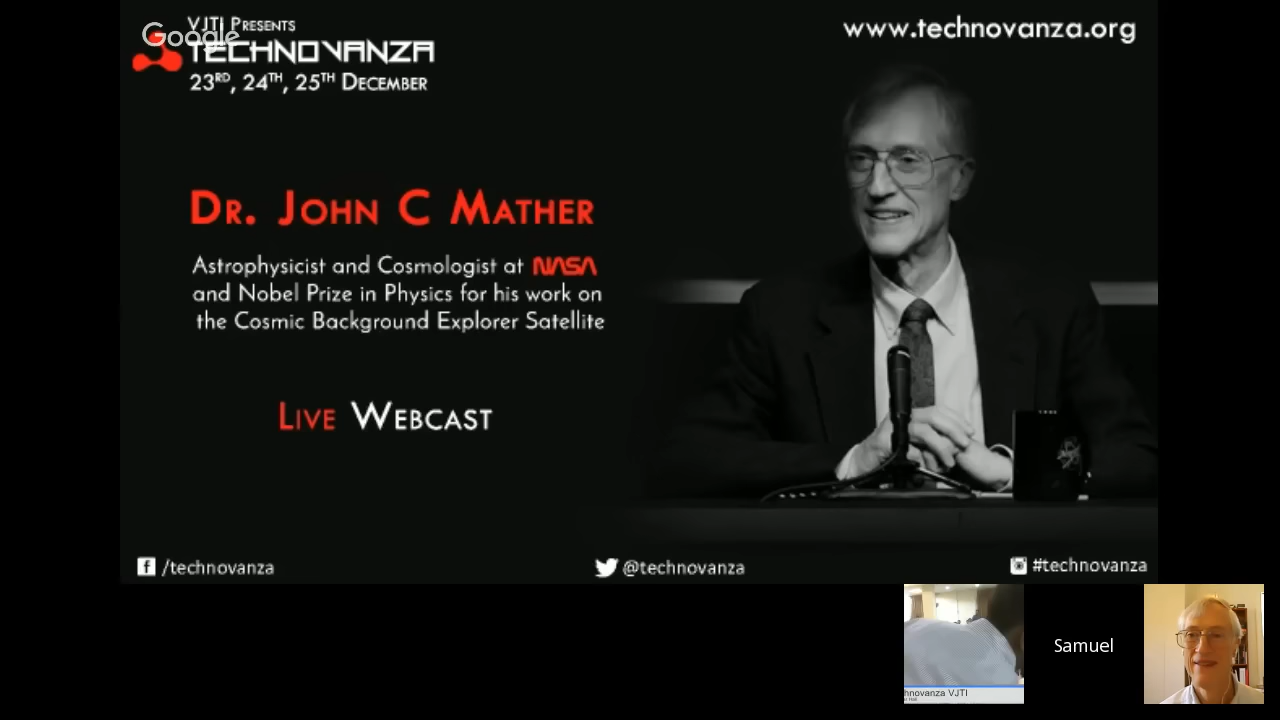 VJTI Presents
Google
TECHNOVANZA
23RD, 24TH, 25TH December
www.technovanza.org
Dr. John C Mather
Astrophysicist and Cosmologist at NASA
and Nobel Prize in Physics for his work on
the Cosmic Background Explorer Satellite
Live Webcast
/technovanza
@technovanza
#technovanza
Samuel
hnovanza VJTI